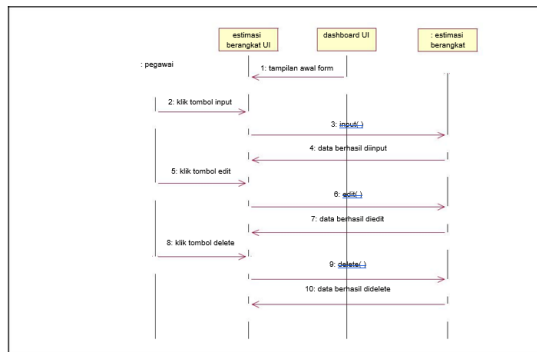 estimasi
berangkat UI
dashboard UI
: estimasi
berangkat
: pegawai
1: tampilan awal form
2: klik tombol input
3: input( )
4: data berhasil diinput
5: klik tombol edit
6: edit( )
7: data berhasil diedit
8: klik tombol delete
9: delete( )
10: data berhasil didelete